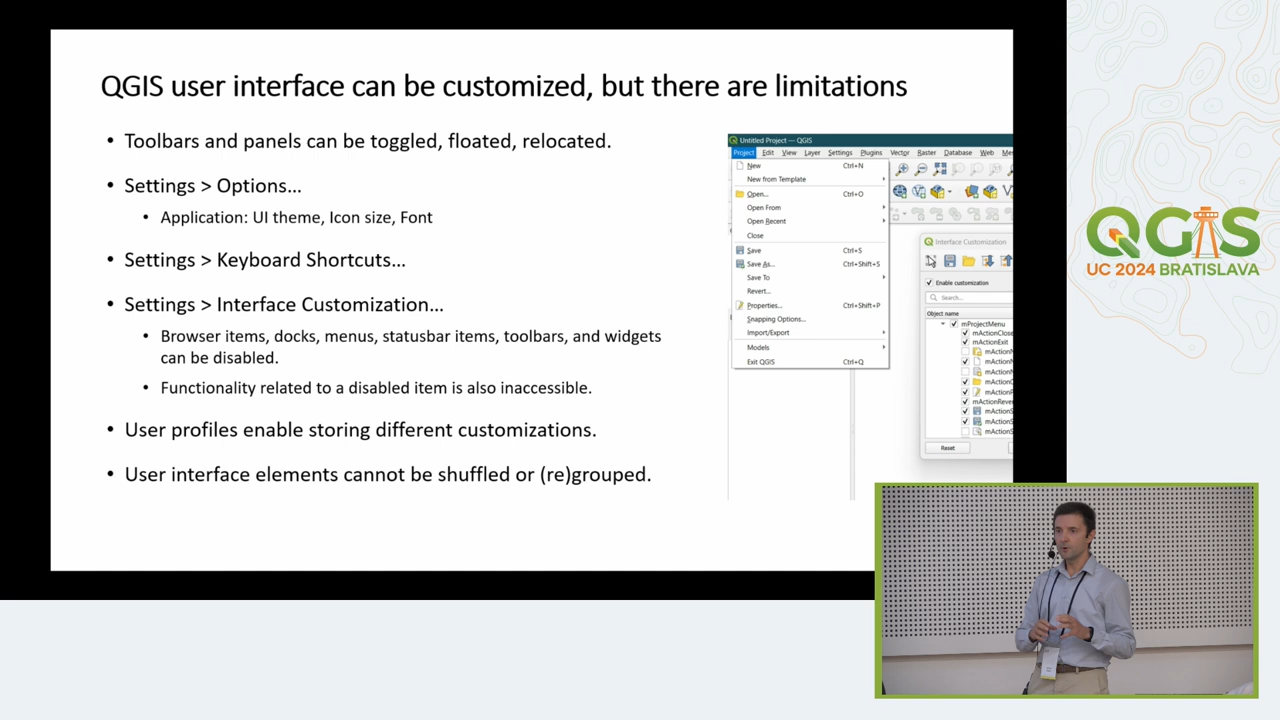 QGIS user interface can be customized, but there are limitations
• Toolbars and panels can be toggled, floated, relocated.
• Settings > Options...
• Application: UI theme, Icon size, Font
• Settings > Keyboard Shortcuts...
• Settings > Interface Customization...
• Browser items, docks, menus, statusbar items, toolbars, and widgets
can be disabled.
• Functionality related to a disabled item is also inaccessible.
• User profiles enable storing different customizations.
• User interface elements cannot be shuffled or (re)grouped.
Untitled Project — QGIS
Project Edit View Layer Settings Plugins Vector Raster Database Web Me
New Ctrl+N
New from Template
Open... Ctrl+O
Open From
Open Recent
Close
Save Ctrl+S
Save As... Ctrl+Shift+S
Save To
Revert...
Properties... Ctrl+Shift+P
Snapping Options...
Import/Export
Models
Exit QGIS Ctrl+Q
Interface Customization
Enable customization
Search...
Object name
mProjectMenu
mActionClose
mActionExit
mActionN
mActionN
mActionN
mActionO
mActionP
mActionReve
mActionS
mActionS
mActionS
Reset
QGIS
UC 2024 BRATISLAVA